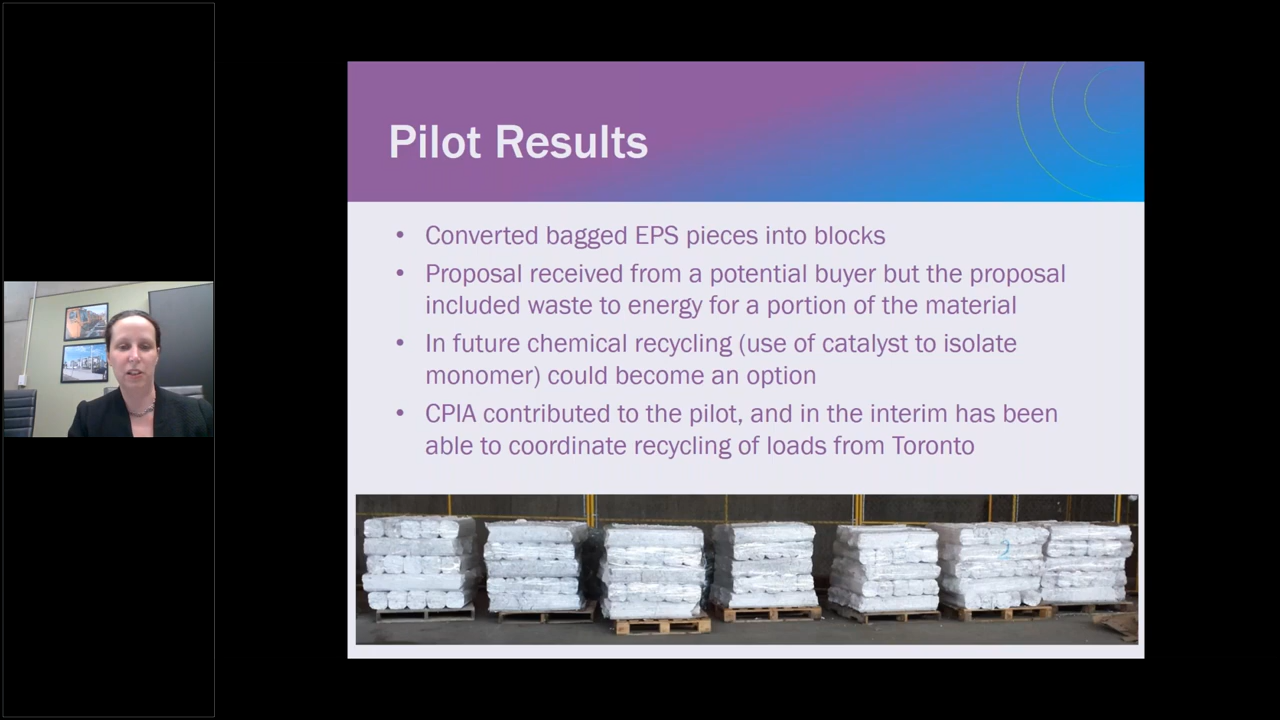 Pilot Results
• Converted bagged EPS pieces into blocks
• Proposal received from a potential buyer but the proposal
included waste to energy for a portion of the material
• In future chemical recycling (use of catalyst to isolate
monomer) could become an option
• CPIA contributed to the pilot, and in the interim has been
able to coordinate recycling of loads from Toronto
2